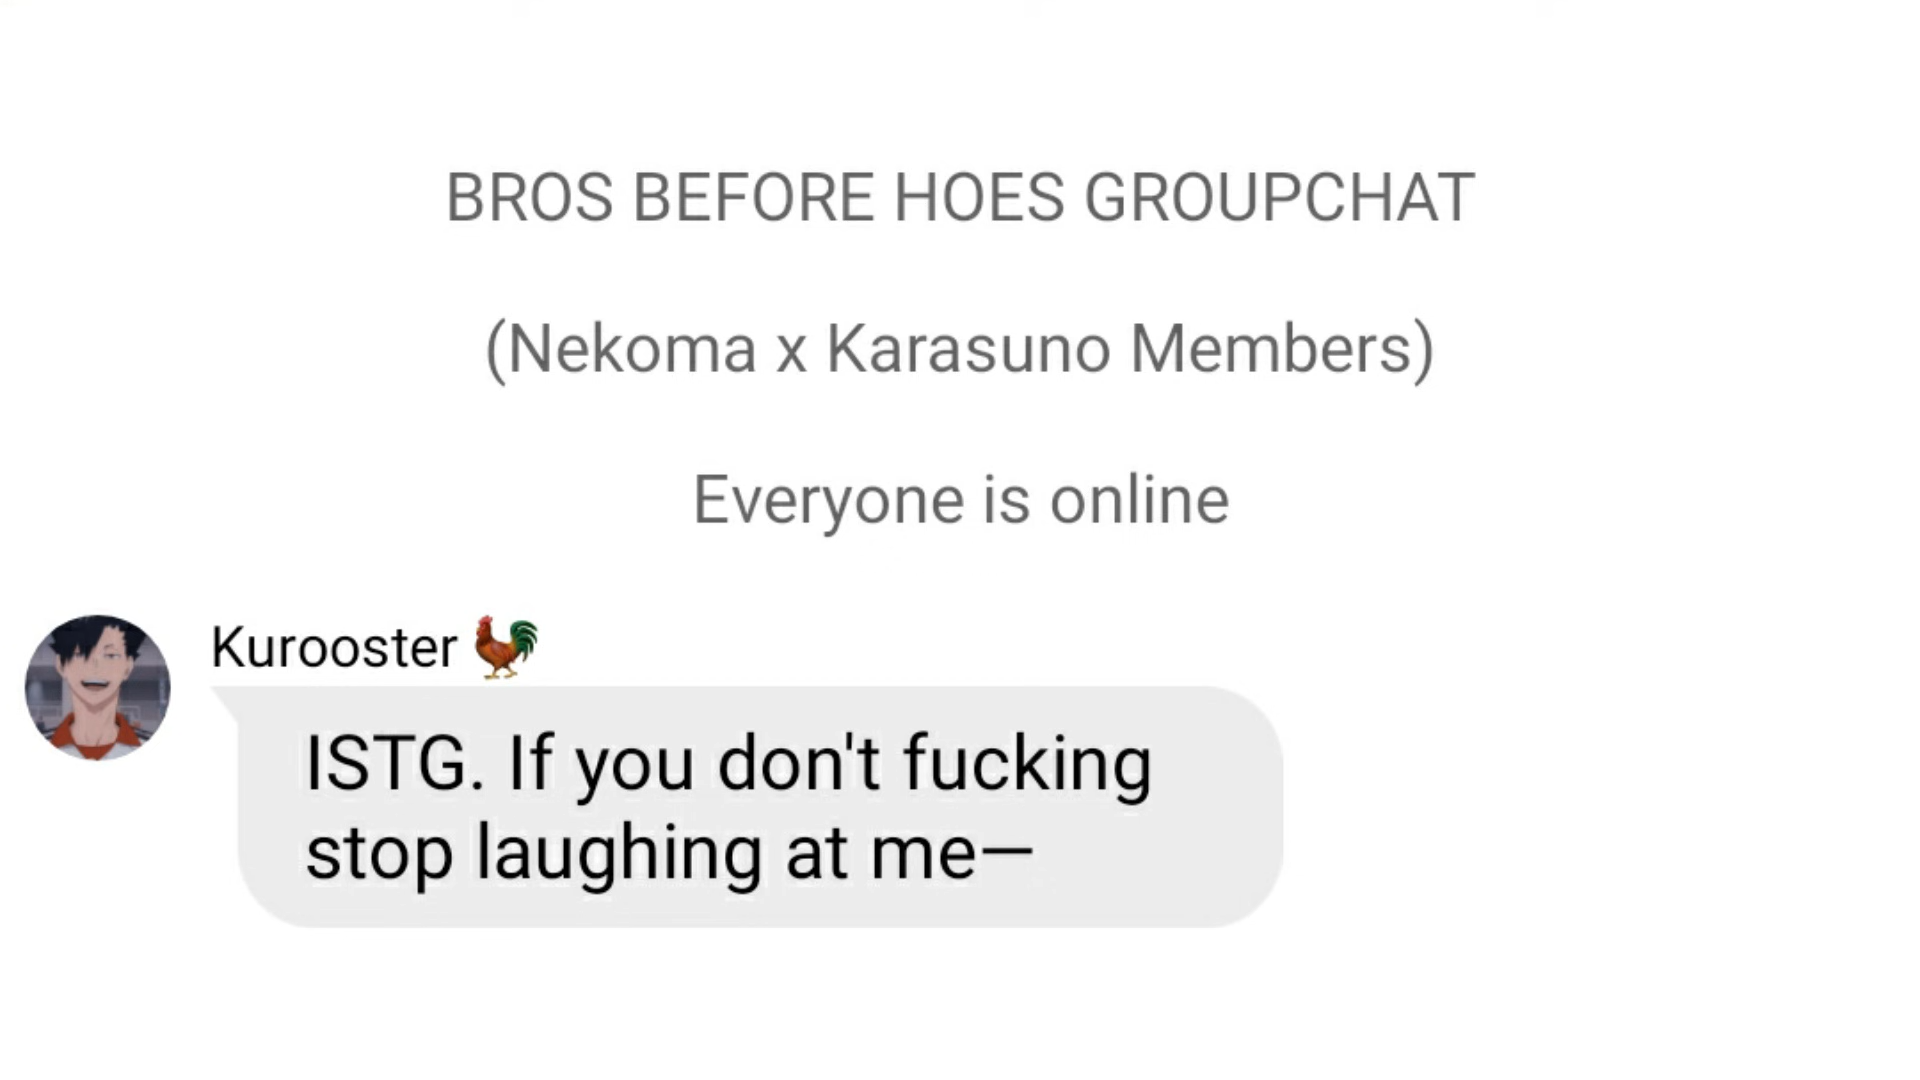 BROS BEFORE HOES GROUPCHAT
(Nekoma x Karasuno Members)
Everyone is online
Kurooster 🐓
ISTG. If you don't fucking
stop laughing at me—